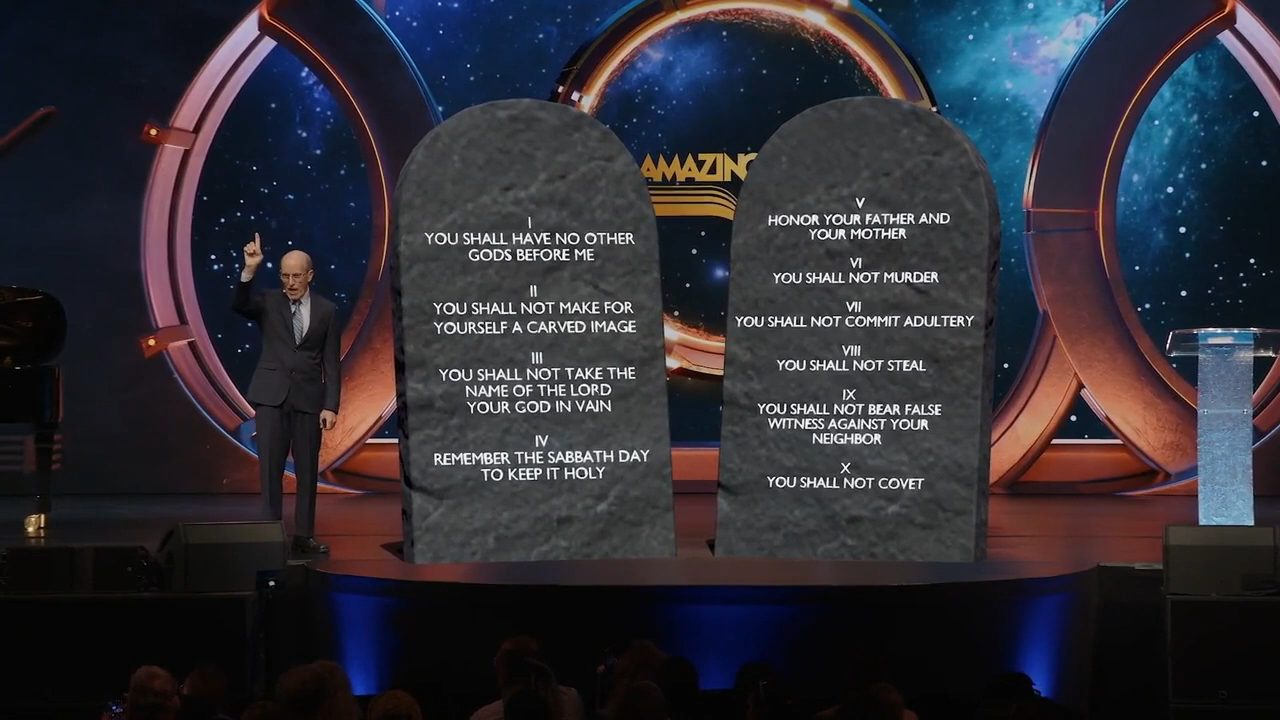 AMAZING
I
YOU SHALL HAVE NO OTHER
GODS BEFORE ME
II
YOU SHALL NOT MAKE FOR
YOURSELF A CARVED IMAGE
III
YOU SHALL NOT TAKE THE
NAME OF THE LORD
YOUR GOD IN VAIN
IV
REMEMBER THE SABBATH DAY
TO KEEP IT HOLY
V
HONOR YOUR FATHER AND
YOUR MOTHER
VI
YOU SHALL NOT MURDER
VII
YOU SHALL NOT COMMIT ADULTERY
VIII
YOU SHALL NOT STEAL
IX
YOU SHALL NOT BEAR FALSE
WITNESS AGAINST YOUR
NEIGHBOR
X
YOU SHALL NOT COVET